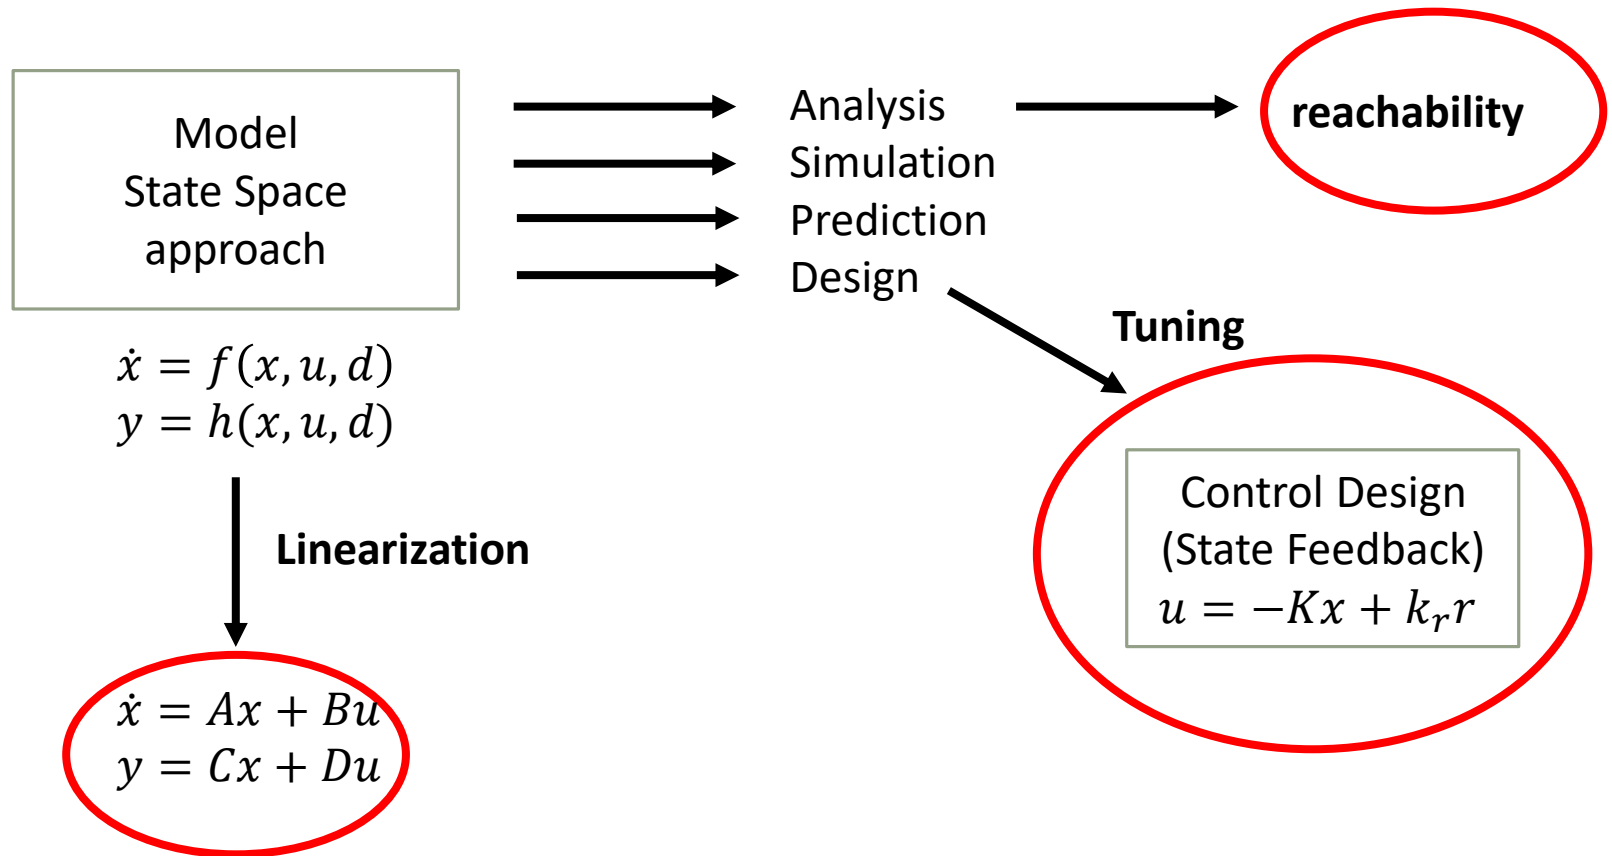 Model
State Space
approach
ẋ = f(x, u, d)
y = h(x, u, d)
Linearization
ẋ = Ax + Bu
y = Cx + Du
Analysis
Simulation
Prediction
Design
reachability
Tuning
Control Design
(State Feedback)
u = −Kx + kᵣr